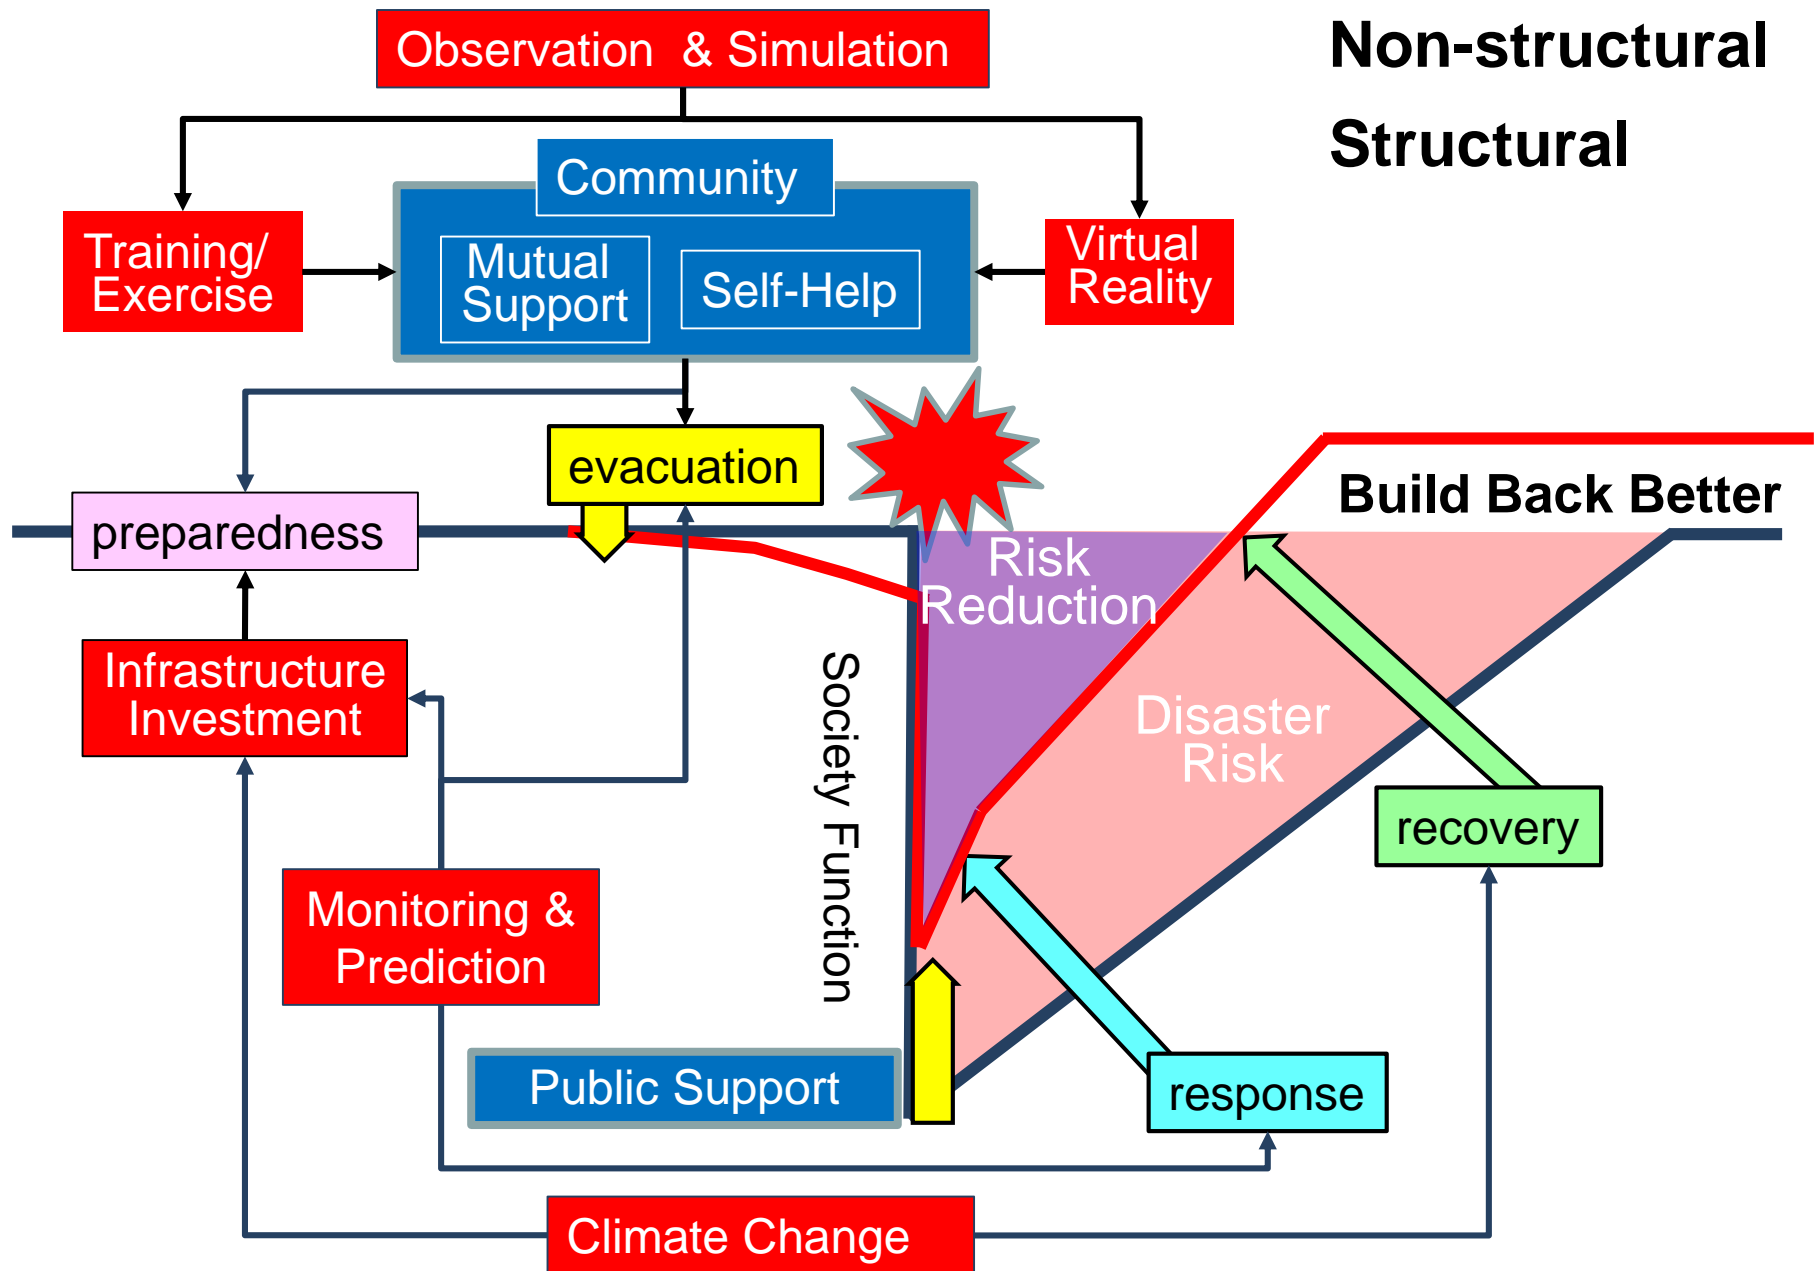 Observation & Simulation
Non-structural
Structural
Community
Training/
Exercise
Mutual
Support
Self-Help
Virtual
Reality
evacuation
Build Back Better
preparedness
Risk
Reduction
Infrastructure
Investment
Society Function
Disaster
Risk
recovery
Monitoring &
Prediction
Public Support
response
Climate Change